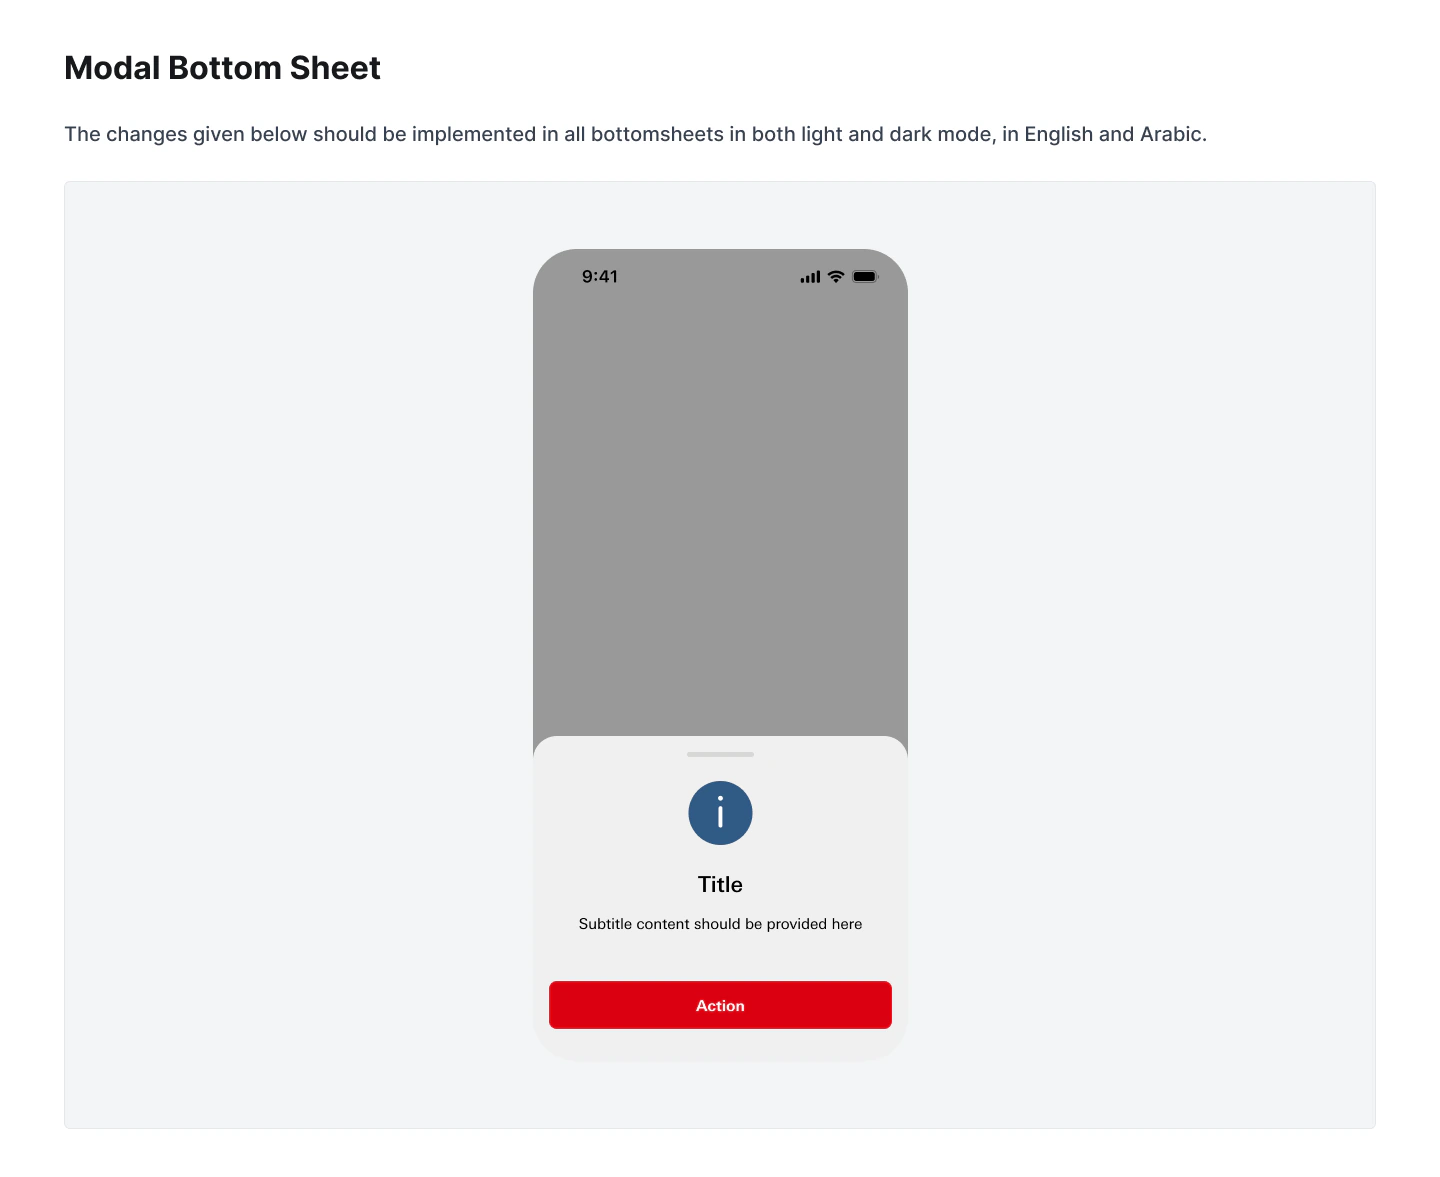 Modal Bottom Sheet
The changes given below should be implemented in all bottomsheets in both light and dark mode, in English and Arabic.
9:41
Title
Subtitle content should be provided here
Action